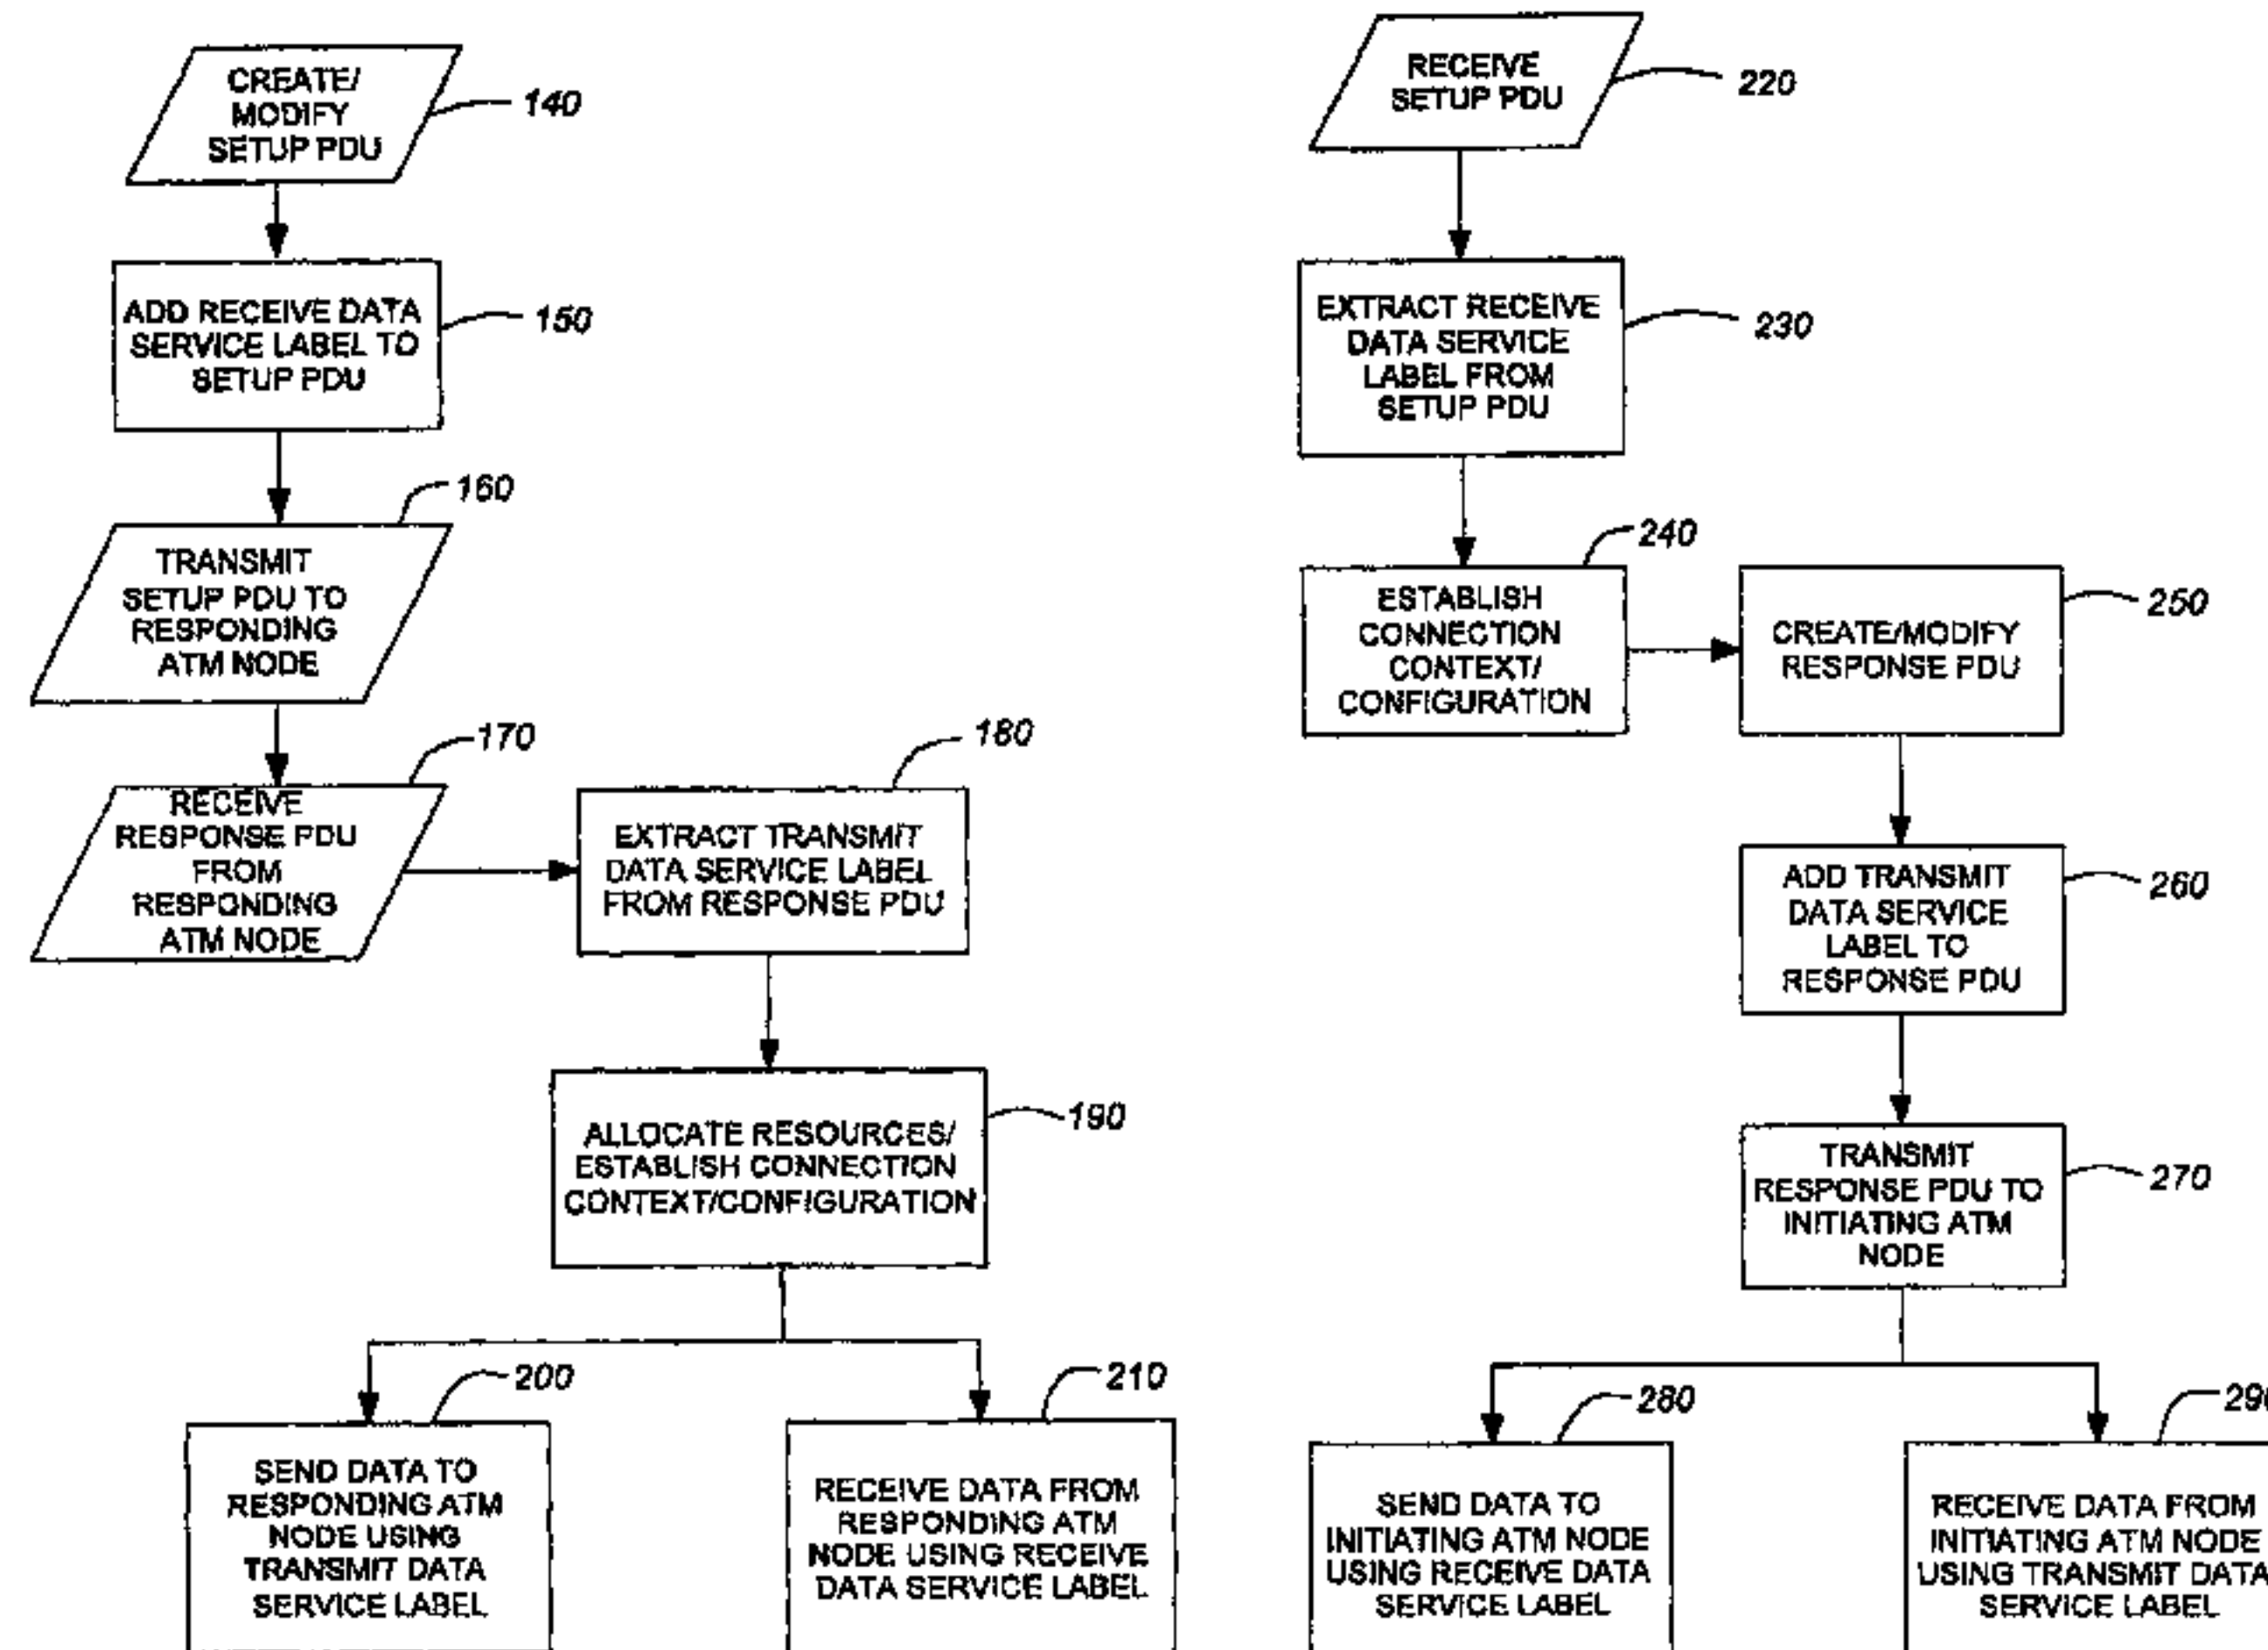 CREATE/
MODIFY
SETUP PDU
140
ADD RECEIVE DATA
SERVICE LABEL TO
SETUP PDU
150
160
TRANSMIT
SETUP PDU TO
RESPONDING
ATM NODE
170
RECEIVE
RESPONSE PDU
FROM
RESPONDING
ATM NODE
180
EXTRACT TRANSMIT
DATA SERVICE LABEL
FROM RESPONSE PDU
190
ALLOCATE RESOURCES/
ESTABLISH CONNECTION
CONTEXT/CONFIGURATION
200
SEND DATA TO
RESPONDING ATM
NODE USING
TRANSMIT DATA
SERVICE LABEL
210
RECEIVE DATA FROM
RESPONDING ATM
NODE USING RECEIVE
DATA SERVICE LABEL
RECEIVE
SETUP PDU
220
EXTRACT RECEIVE
DATA SERVICE
LABEL FROM
SETUP PDU
230
240
ESTABLISH
CONNECTION
CONTEXT/
CONFIGURATION
250
CREATE/MODIFY
RESPONSE PDU
ADD TRANSMIT
DATA SERVICE
LABEL TO
RESPONSE PDU
260
TRANSMIT
RESPONSE PDU TO
INITIATING ATM
NODE
270
280
SEND DATA TO
INITIATING ATM NODE
USING RECEIVE DATA
SERVICE LABEL
290
RECEIVE DATA FROM
INITIATING ATM NODE
USING TRANSMIT DATA
SERVICE LABEL